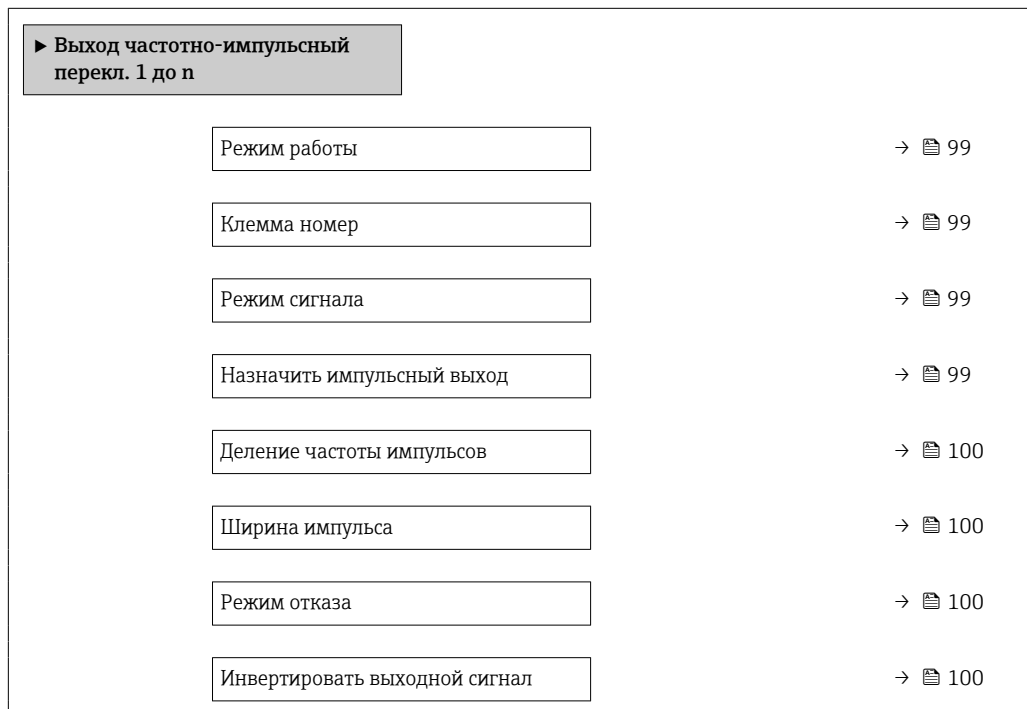 ▶ Выход частотно-импульсный
перекл. 1 до n
Режим работы → 99
Клемма номер → 99
Режим сигнала → 99
Назначить импульсный выход → 99
Деление частоты импульсов → 100
Ширина импульса → 100
Режим отказа → 100
Инвертировать выходной сигнал → 100